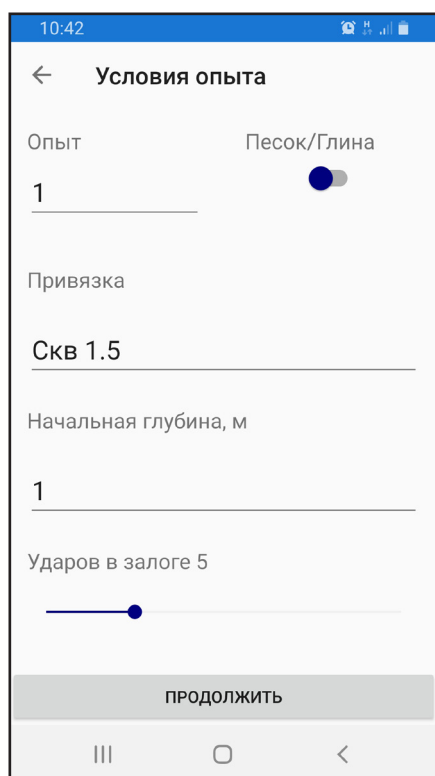 10:42
Условия опыта
Опыт
Песок/Глина
1
Привязка
Скв 1.5
Начальная глубина, м
1
Ударов в залоге 5
ПРОДОЛЖИТЬ